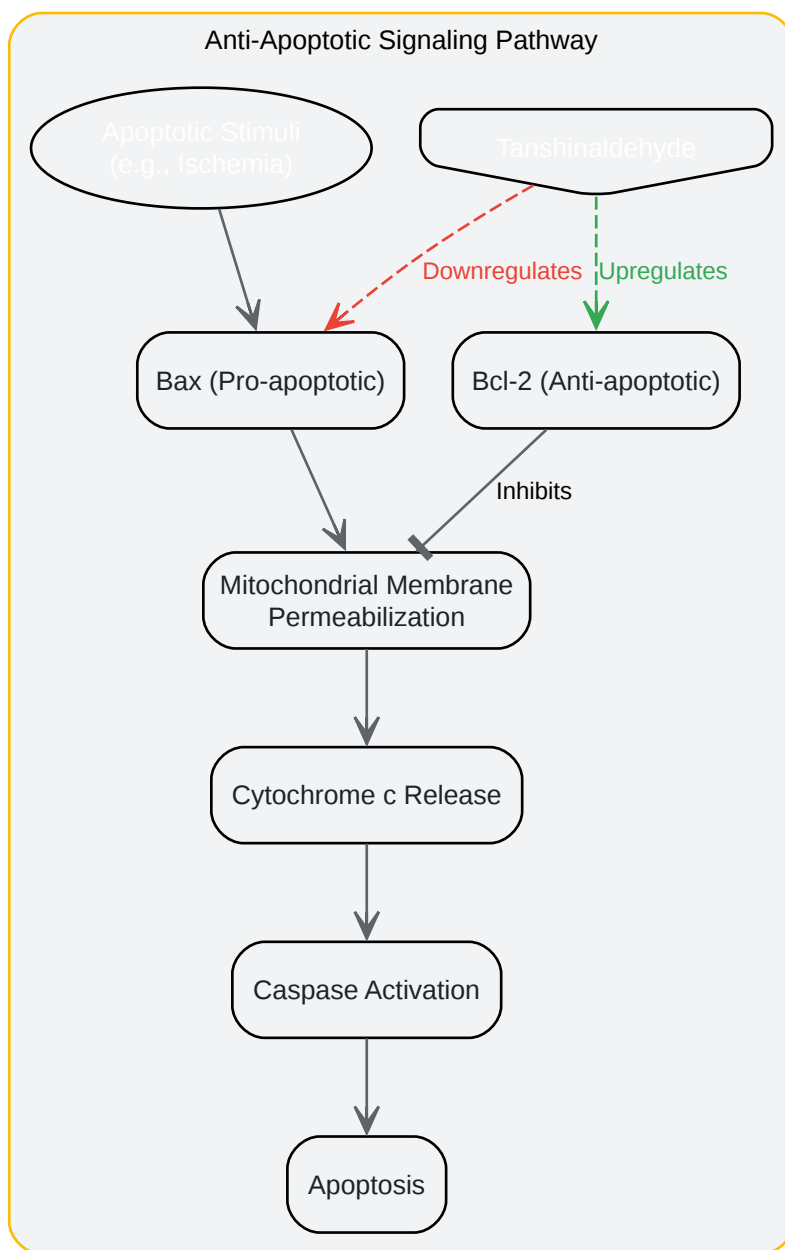 Anti-Apoptotic Signaling Pathway
Apoptotic Stimuli
(e.g., Ischemia)
Tanshinaldehyde
Downregulates
Upregulates
Bax (Pro-apoptotic)
Bcl-2 (Anti-apoptotic)
Inhibits
Mitochondrial Membrane
Permeabilization
Cytochrome c Release
Caspase Activation
Apoptosis